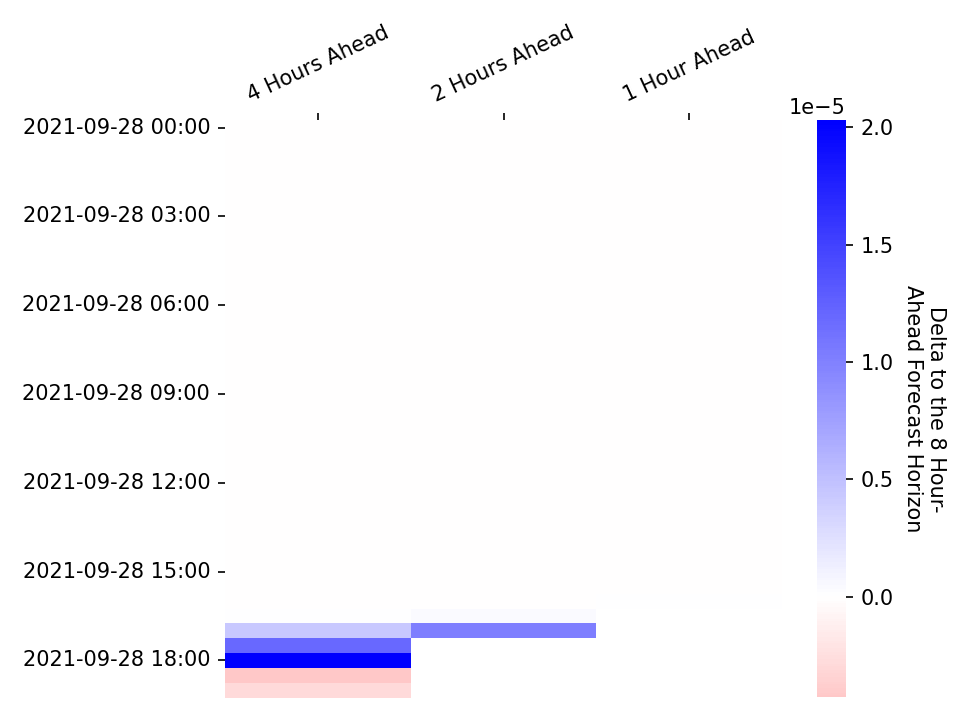 4 Hours Ahead
2 Hours Ahead
1 Hour Ahead
1e−5
2021-09-28 00:00
2021-09-28 03:00
2021-09-28 06:00
2021-09-28 09:00
2021-09-28 12:00
2021-09-28 15:00
2021-09-28 18:00
2.0
1.5
1.0
0.5
0.0
Delta to the 8 Hour-
Ahead Forecast Horizon